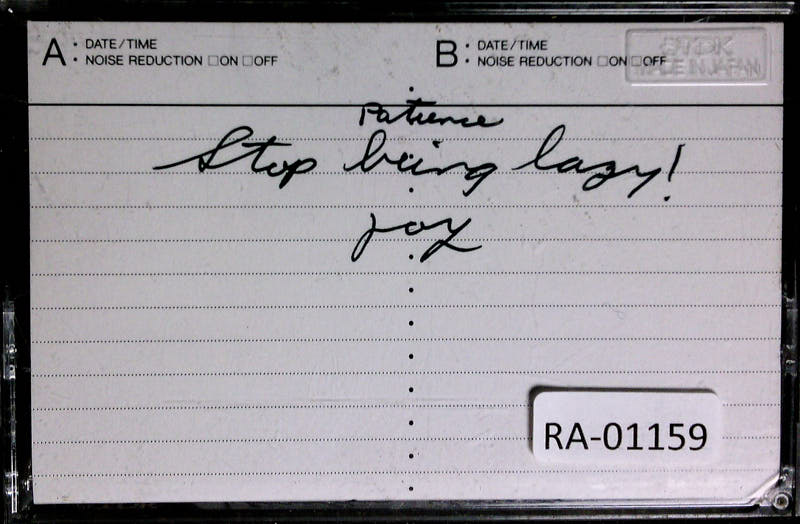 A • DATE/TIME
• NOISE REDUCTION □ON □OFF
B • DATE/TIME
• NOISE REDUCTION □ON □OFF
TDK
MADE IN JAPAN
Patience
Stop being lazy!
joy
RA-01159